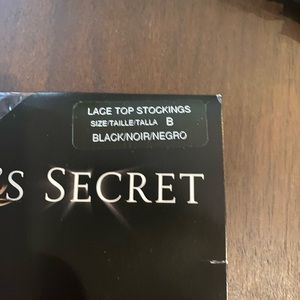 LACE TOP STOCKINGS
SIZE/TAILLE/TALLA B
BLACK/NOIR/NEGRO
'S SECRET